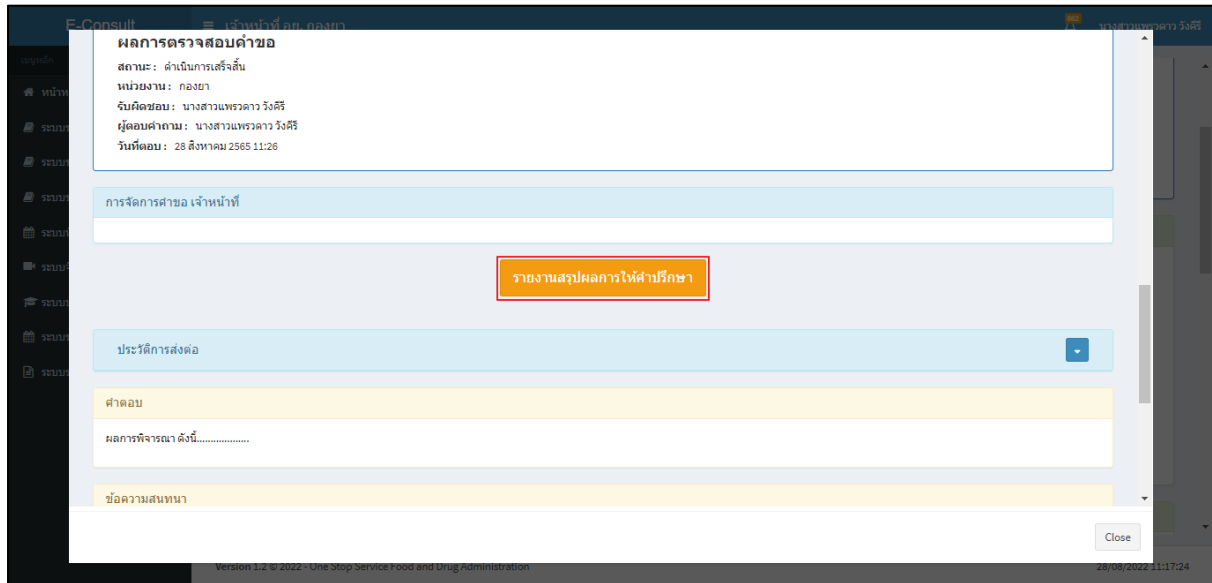 E-Consult
เจ้าหน้าที่ อย. กองยา
662
นางสาวแพรวดาว วังคีรี
เมนูหลัก
ผลการตรวจสอบคำขอ
สถานะ : ดำเนินการเสร็จสิ้น
หน่วยงาน : กองยา
รับผิดชอบ : นางสาวแพรวดาว วังคีรี
ผู้ตอบคำถาม : นางสาวแพรวดาว วังคีรี
วันที่ตอบ : 28 สิงหาคม 2565 11:26
การจัดการคำขอ เจ้าหน้าที่
รายงานสรุปผลการให้คำปรึกษา
ประวัติการส่งต่อ
คำตอบ
ผลการพิจารณา ดังนี้...................
ข้อความสนทนา
Close
Version 1.2 © 2022 - One Stop Service Food and Drug Administration
28/08/2022 11:17:24